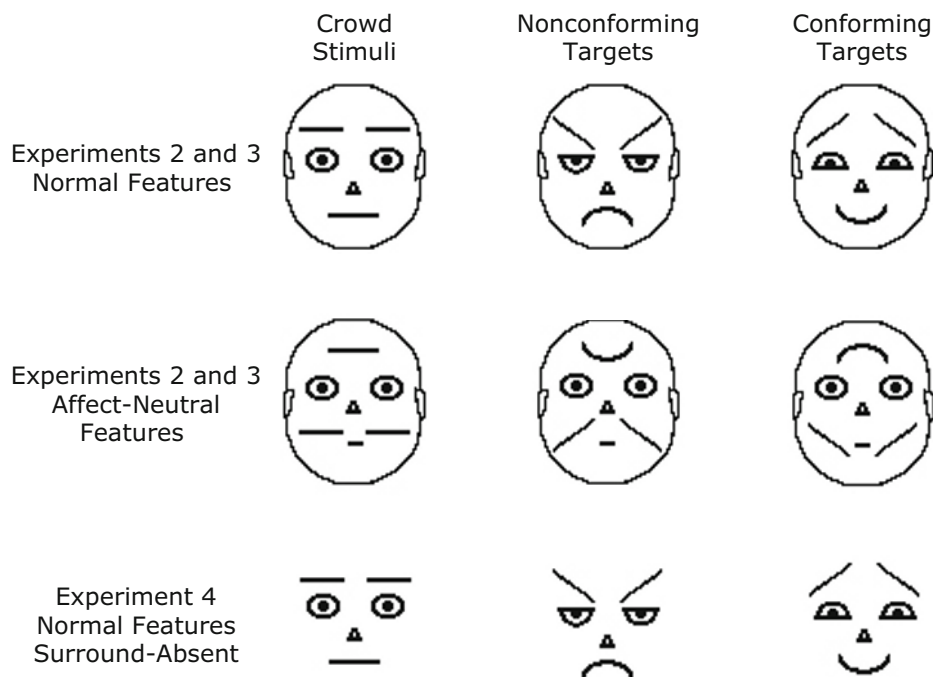 Crowd
Stimuli
Nonconforming
Targets
Conforming
Targets
Experiments 2 and 3
Normal Features
Experiments 2 and 3
Affect-Neutral
Features
Experiment 4
Normal Features
Surround-Absent